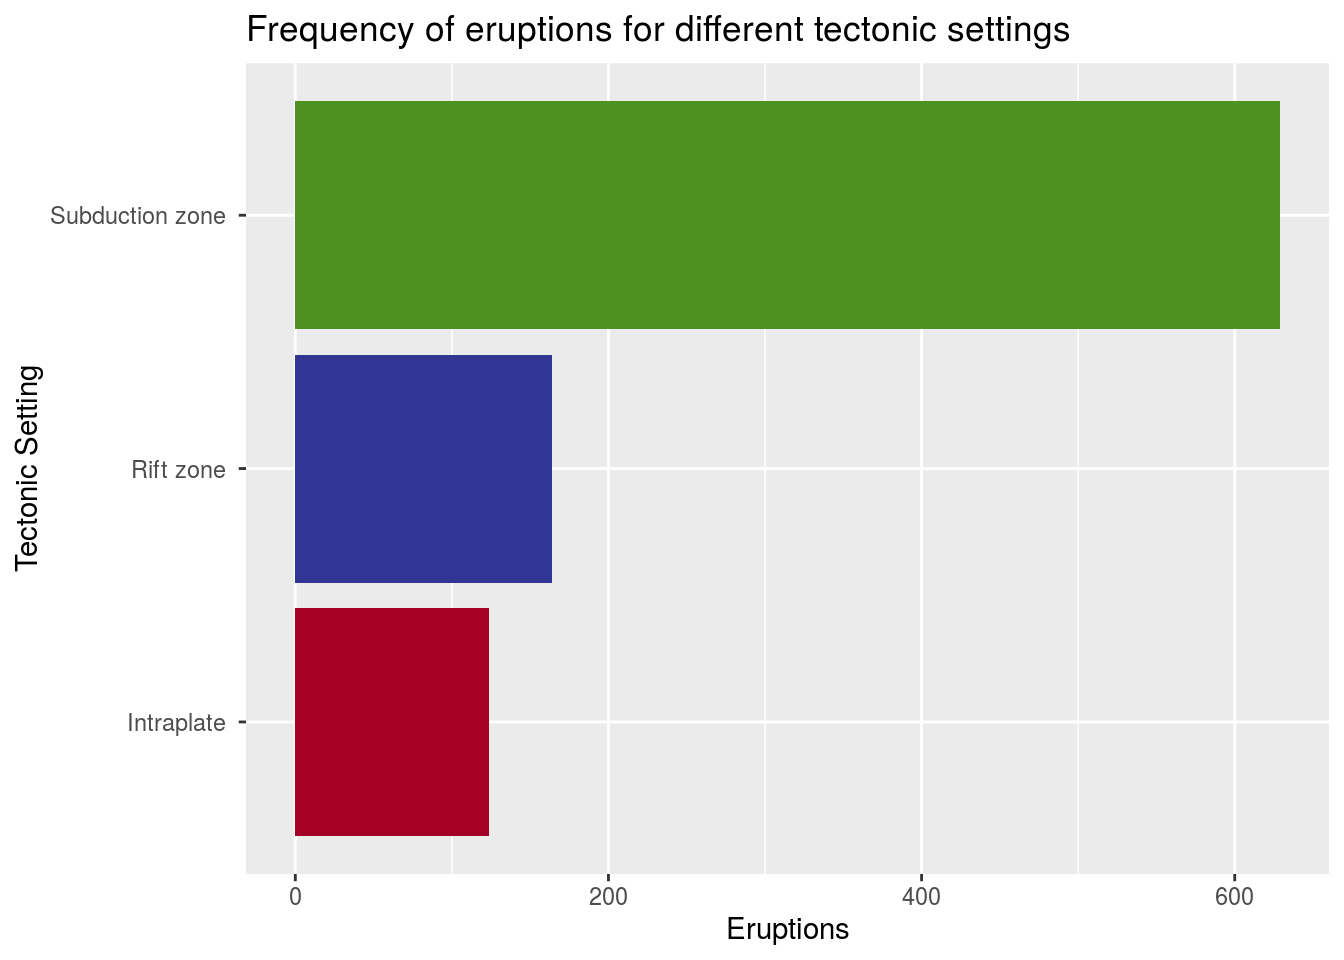 Frequency of eruptions for different tectonic settings
Subduction zone
Rift zone
Intraplate
Tectonic Setting
0 200 400 600
Eruptions